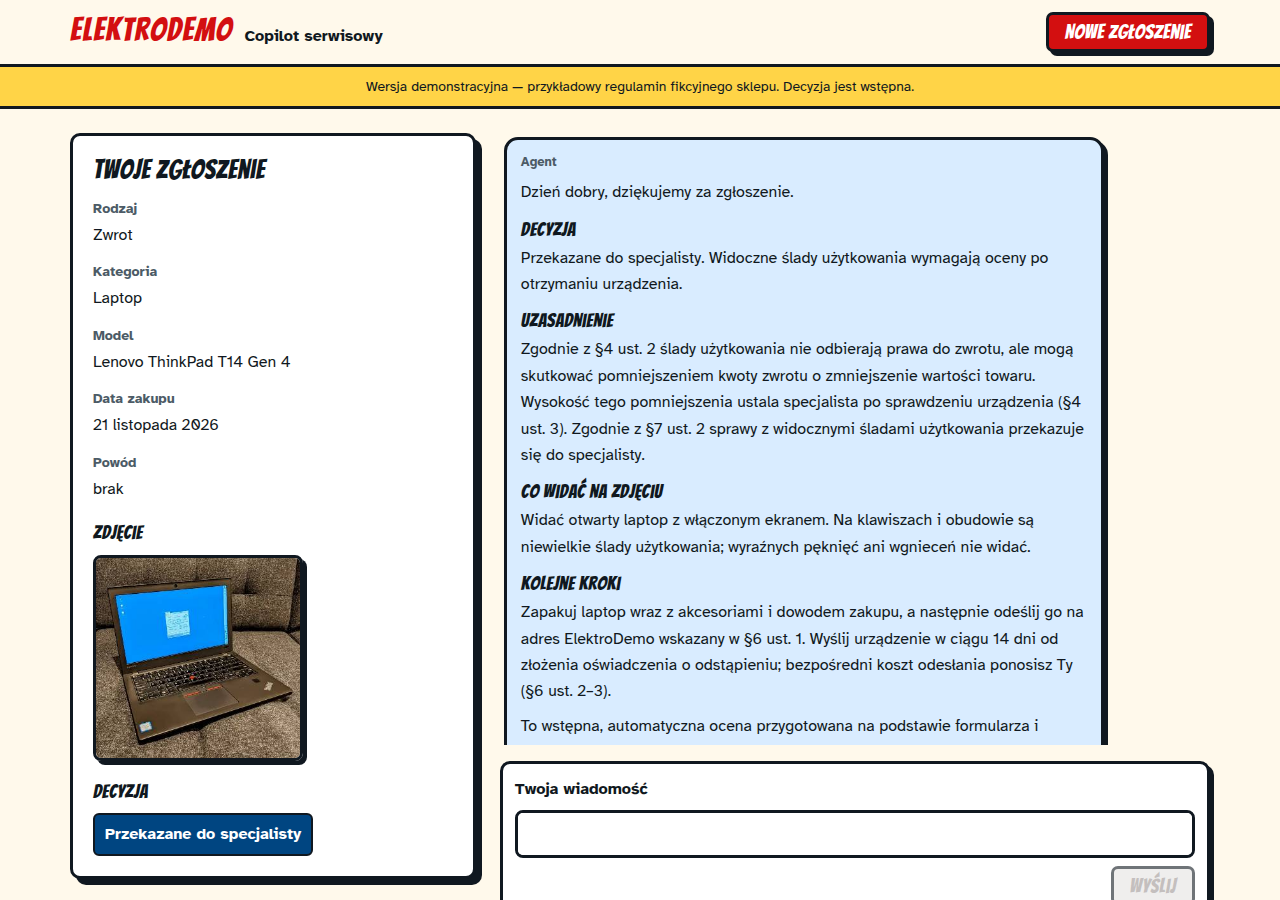 ELEKTRODEMO Copilot serwisowy
NOWE ZGŁOSZENIE
Wersja demonstracyjna — przykładowy regulamin fikcyjnego sklepu. Decyzja jest wstępna.
TWOJE ZGŁOSZENIE
Rodzaj
Zwrot
Kategoria
Laptop
Model
Lenovo ThinkPad T14 Gen 4
Data zakupu
21 listopada 2026
Powód
brak
ZDJĘCIE
DECYZJA
Przekazane do specjalisty
Agent
Dzień dobry, dziękujemy za zgłoszenie.
DECYZJA
Przekazane do specjalisty. Widoczne ślady użytkowania wymagają oceny po
otrzymaniu urządzenia.
UZASADNIENIE
Zgodnie z §4 ust. 2 ślady użytkowania nie odbierają prawa do zwrotu, ale mogą
skutkować pomniejszeniem kwoty zwrotu o zmniejszenie wartości towaru.
Wysokość tego pomniejszenia ustala specjalista po sprawdzeniu urządzenia (§4
ust. 3). Zgodnie z §7 ust. 2 sprawy z widocznymi śladami użytkowania przekazuje
się do specjalisty.
CO WIDAĆ NA ZDJĘCIU
Widać otwarty laptop z włączonym ekranem. Na klawiszach i obudowie są
niewielkie ślady użytkowania; wyraźnych pęknięć ani wgnieceń nie widać.
KOLEJNE KROKI
Zapakuj laptop wraz z akcesoriami i dowodem zakupu, a następnie odeślij go na
adres ElektroDemo wskazany w §6 ust. 1. Wyślij urządzenie w ciągu 14 dni od
złożenia oświadczenia o odstąpieniu; bezpośredni koszt odesłania ponosisz Ty
(§6 ust. 2–3).
To wstępna, automatyczna ocena przygotowana na podstawie formularza i
Twoja wiadomość
WYŚLIJ